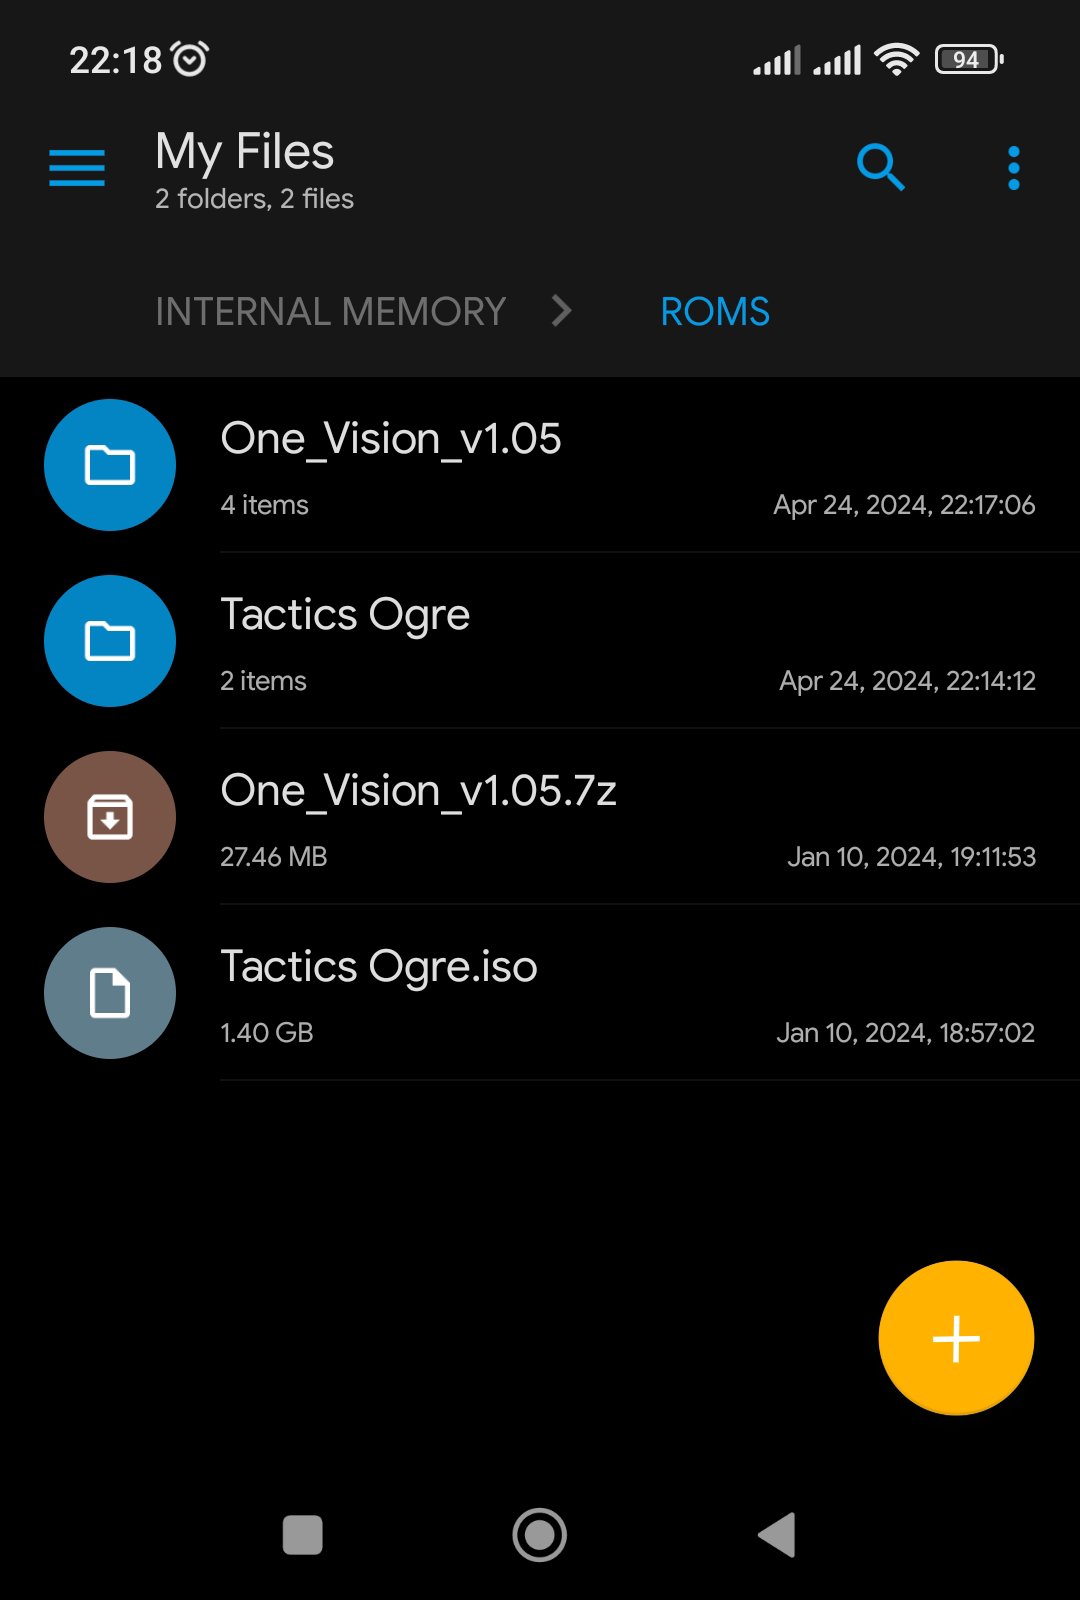 22:18 94
My Files
2 folders, 2 files
INTERNAL MEMORY ROMS
One_Vision_v1.05
4 items Apr 24, 2024, 22:17:06
Tactics Ogre
2 items Apr 24, 2024, 22:14:12
One_Vision_v1.05.7z
27.46 MB Jan 10, 2024, 19:11:53
Tactics Ogre.iso
1.40 GB Jan 10, 2024, 18:57:02